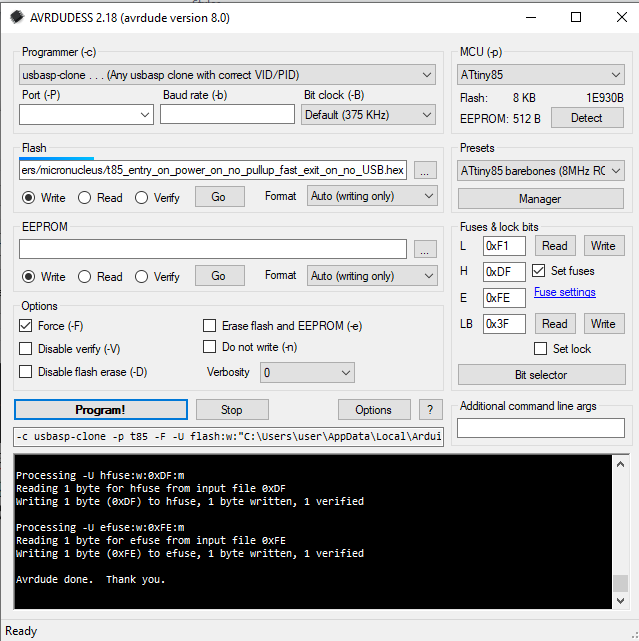 AVRDUDESS 2.18 (avrdude version 8.0)
Programmer (-c)
usbasp-clone . . . (Any usbasp clone with correct VID/PID)
Port (-P)
Baud rate (-b)
Bit clock (-B)
Default (375 KHz)
MCU (-p)
ATtiny85
Flash: 8 KB 1E930B
EEPROM: 512 B Detect
Flash
ers/micronucleus/t85_entry_on_power_on_no_pullup_fast_exit_on_no_USB.hex
...
Write Read Verify Go Format Auto (writing only)
Presets
ATtiny85 barebones (8MHz RC
Manager
EEPROM
...
Write Read Verify Go Format Auto (writing only)
Fuses & lock bits
L 0xF1 Read Write
H 0xDF Set fuses
E 0xFE Fuse settings
LB 0x3F Read Write
Set lock
Bit selector
Options
Force (-F) Erase flash and EEPROM (-e)
Disable verify (-V) Do not write (-n)
Disable flash erase (-D) Verbosity 0
Program! Stop Options ?
Additional command line args
-c usbasp-clone -p t85 -F -U flash:w:"C:\Users\user\AppData\Local\Ardui
Processing -U hfuse:w:0xDF:m
Reading 1 byte for hfuse from input file 0xDF
Writing 1 byte (0xDF) to hfuse, 1 byte written, 1 verified
Processing -U efuse:w:0xFE:m
Reading 1 byte for efuse from input file 0xFE
Writing 1 byte (0xFE) to efuse, 1 byte written, 1 verified
Avrdude done.  Thank you.
Ready